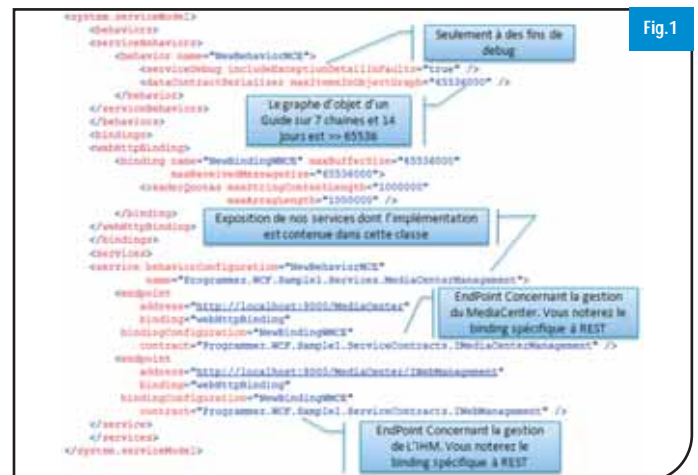 Fig.1
<system.serviceModel>
<behaviors>
<serviceBehaviors>
<behavior name="NewBehaviorMCE">
<serviceDebug includeExceptionDetailInFaults="true" />
<dataContractSerializer maxItemsInObjectGraph="65536000" />
</behavior>
</serviceBehaviors>
</behaviors>
<bindings>
<webHttpBinding>
<binding name="NewBindingWMCE" maxBufferSize="65536000"
maxReceivedMessageSize="65536000">
<readerQuotas maxStringContentLength="1000000"
maxArrayLength="1000000" />
</binding>
</webHttpBinding>
</bindings>
<services>
<service behaviorConfiguration="NewBehaviorMCE"
name="Programmez.WCF.Sample1.Services.MediaCenterManagement">
<endpoint
address="http://localhost:8000/MediaCenter"
binding="webHttpBinding"
bindingConfiguration="NewBindingWMCE"
contract="Programmez.WCF.Sample1.ServiceContracts.IMediaCenterManagement" />
<endpoint
address="http://localhost:8000/MediaCenter/IWebManagement"
binding="webHttpBinding"
bindingConfiguration="NewBindingWMCE"
contract="Programmez.WCF.Sample1.ServiceContracts.IWebManagement" />
</service>
</services>
</system.serviceModel>
Seulement à des fins de
debug
Le graphe d'objet d'un
Guide sur 7 chaines et 14
jours est >> 65536
Exposition de nos services dont l'implémentation
est contenue dans cette classe
EndPoint Concernant la gestion
du MediaCenter. Vous noterez le
binding spécifique à REST
EndPoint Concernant la gestion
de L'IHM. Vous noterez le
binding spécifique à REST